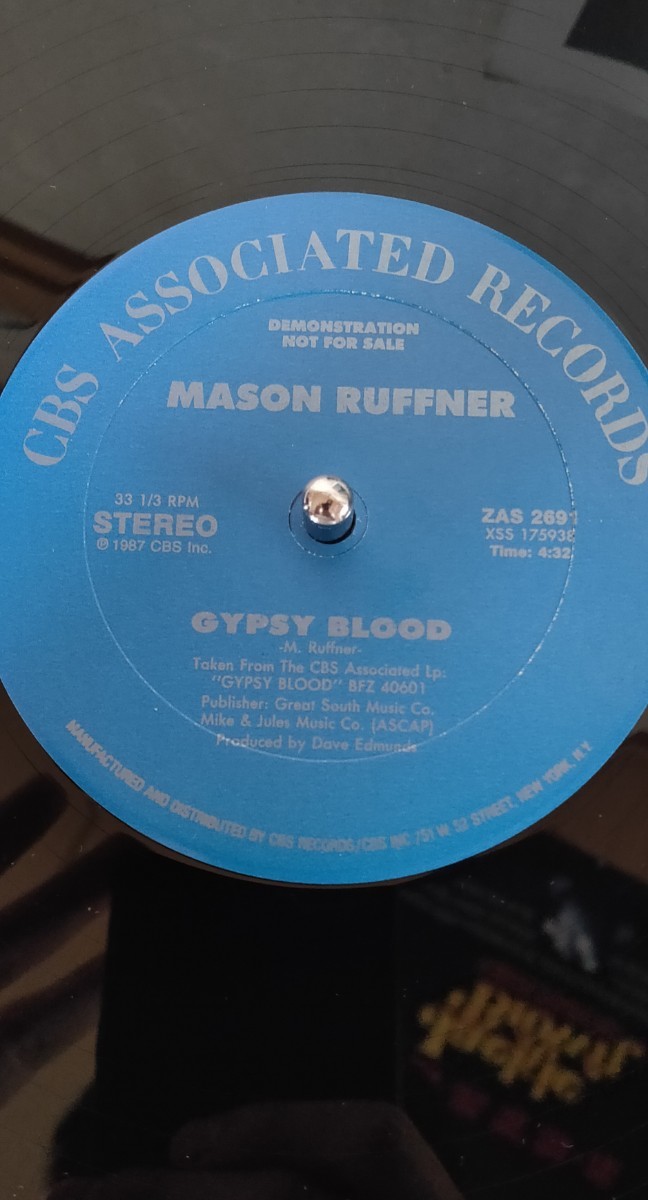 CBS ASSOCIATED RECORDS
DEMONSTRATION
NOT FOR SALE
MASON RUFFNER
33 1/3 RPM
STEREO
℗ 1987 CBS Inc.
ZAS 2691
XSS 175938
Time: 4:32
GYPSY BLOOD
-M. Ruffner-
Taken From The CBS Associated Lp:
"GYPSY BLOOD" BFZ 40601
Publisher: Great South Music Co.
Mike & Jules Music Co. (ASCAP)
Produced by Dave Edmunds
MANUFACTURED AND DISTRIBUTED BY CBS RECORDS/CBS INC /51 W. 52 STREET, NEW YORK, N.Y.